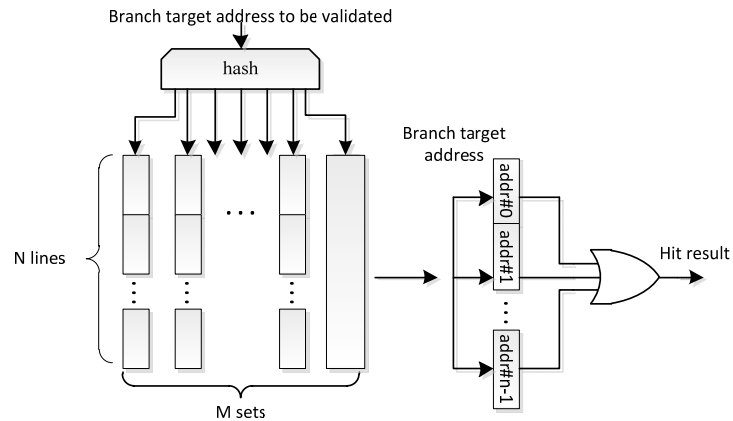 Branch target address to be validated
hash
Branch target
address
addr#0
addr#1
addr#n-1
N lines
Hit result
M sets